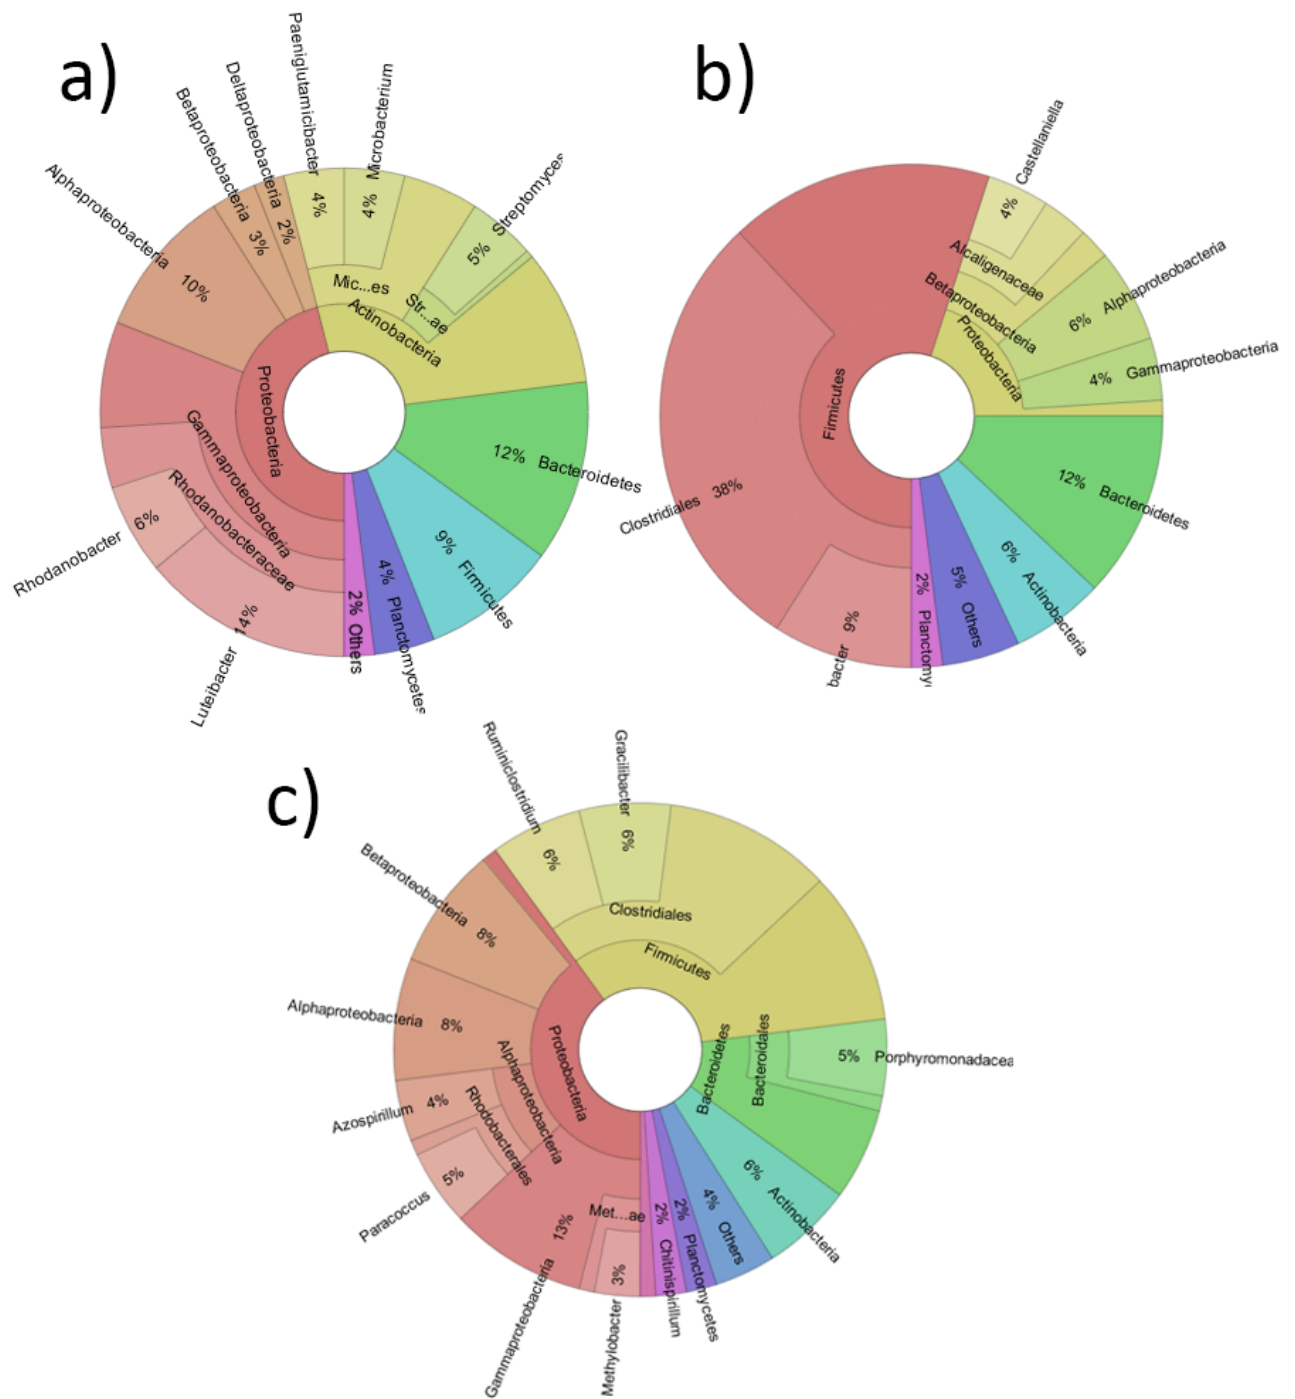 a)
Paeniglutamicibacter
4%
Microbacterium
4%
Deltaproteobacteria
2%
Betaproteobacteria
3%
Alphaproteobacteria
10%
Streptomyces
5%
Mic...es
Str...ae
Actinobacteria
Proteobacteria
Gammaproteobacteria
Rhodanobacteraceae
Rhodanobacter
6%
Luteibacter
14%
12% Bacteroidetes
9% Firmicutes
4% Planctomycetes
2% Others
b)
Castellaniella
4%
Alcaligenaceae
Betaproteobacteria
Proteobacteria
6% Alphaproteobacteria
4% Gammaproteobacteria
Firmicutes
Clostridiales 38%
bacter 9%
12% Bacteroidetes
6% Actinobacteria
5% Others
2% Planctomy
c)
Ruminiclostridium
6%
Gracilibacter
6%
Clostridiales
Firmicutes
Betaproteobacteria 8%
Alphaproteobacteria 8%
Proteobacteria
Alphaproteobacteria
Rhodobacterales
Azospirillum 4%
Paracoccus 5%
Gammaproteobacteria 13%
Met...ae
Methylobacter 3%
Bacteroidetes
Bacteroidales
5% Porphyromonadacea
6% Actinobacteria
4% Others
2% Planctomycetes
2% Chitinispirillum